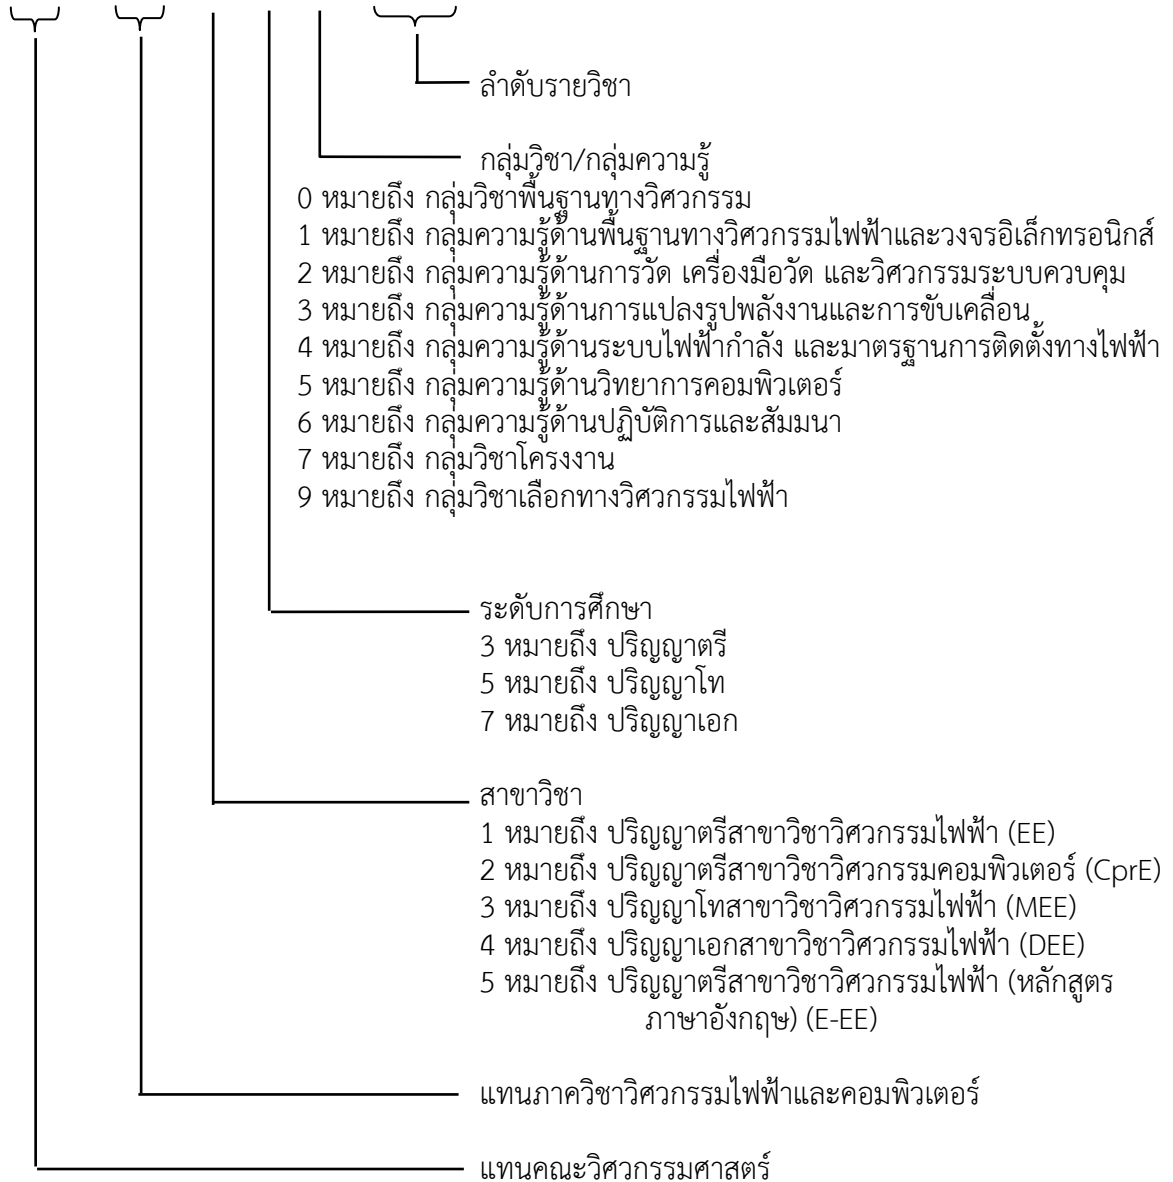 ลำดับรายวิชา
กลุ่มวิชา/กลุ่มความรู้
0 หมายถึง กลุ่มวิชาพื้นฐานทางวิศวกรรม
1 หมายถึง กลุ่มความรู้ด้านพื้นฐานทางวิศวกรรมไฟฟ้าและวงจรอิเล็กทรอนิกส์
2 หมายถึง กลุ่มความรู้ด้านการวัด เครื่องมือวัด และวิศวกรรมระบบควบคุม
3 หมายถึง กลุ่มความรู้ด้านการแปลงรูปพลังงานและการขับเคลื่อน
4 หมายถึง กลุ่มความรู้ด้านระบบไฟฟ้ากำลัง และมาตรฐานการติดตั้งทางไฟฟ้า
5 หมายถึง กลุ่มความรู้ด้านวิทยาการคอมพิวเตอร์
6 หมายถึง กลุ่มความรู้ด้านปฏิบัติการและสัมมนา
7 หมายถึง กลุ่มวิชาโครงงาน
9 หมายถึง กลุ่มวิชาเลือกทางวิศวกรรมไฟฟ้า
ระดับการศึกษา
3 หมายถึง ปริญญาตรี
5 หมายถึง ปริญญาโท
7 หมายถึง ปริญญาเอก
สาขาวิชา
1 หมายถึง ปริญญาตรีสาขาวิชาวิศวกรรมไฟฟ้า (EE)
2 หมายถึง ปริญญาตรีสาขาวิชาวิศวกรรมคอมพิวเตอร์ (CprE)
3 หมายถึง ปริญญาโทสาขาวิชาวิศวกรรมไฟฟ้า (MEE)
4 หมายถึง ปริญญาเอกสาขาวิชาวิศวกรรมไฟฟ้า (DEE)
5 หมายถึง ปริญญาตรีสาขาวิชาวิศวกรรมไฟฟ้า (หลักสูตร
ภาษาอังกฤษ) (E-EE)
แทนภาควิชาวิศวกรรมไฟฟ้าและคอมพิวเตอร์
แทนคณะวิศวกรรมศาสตร์